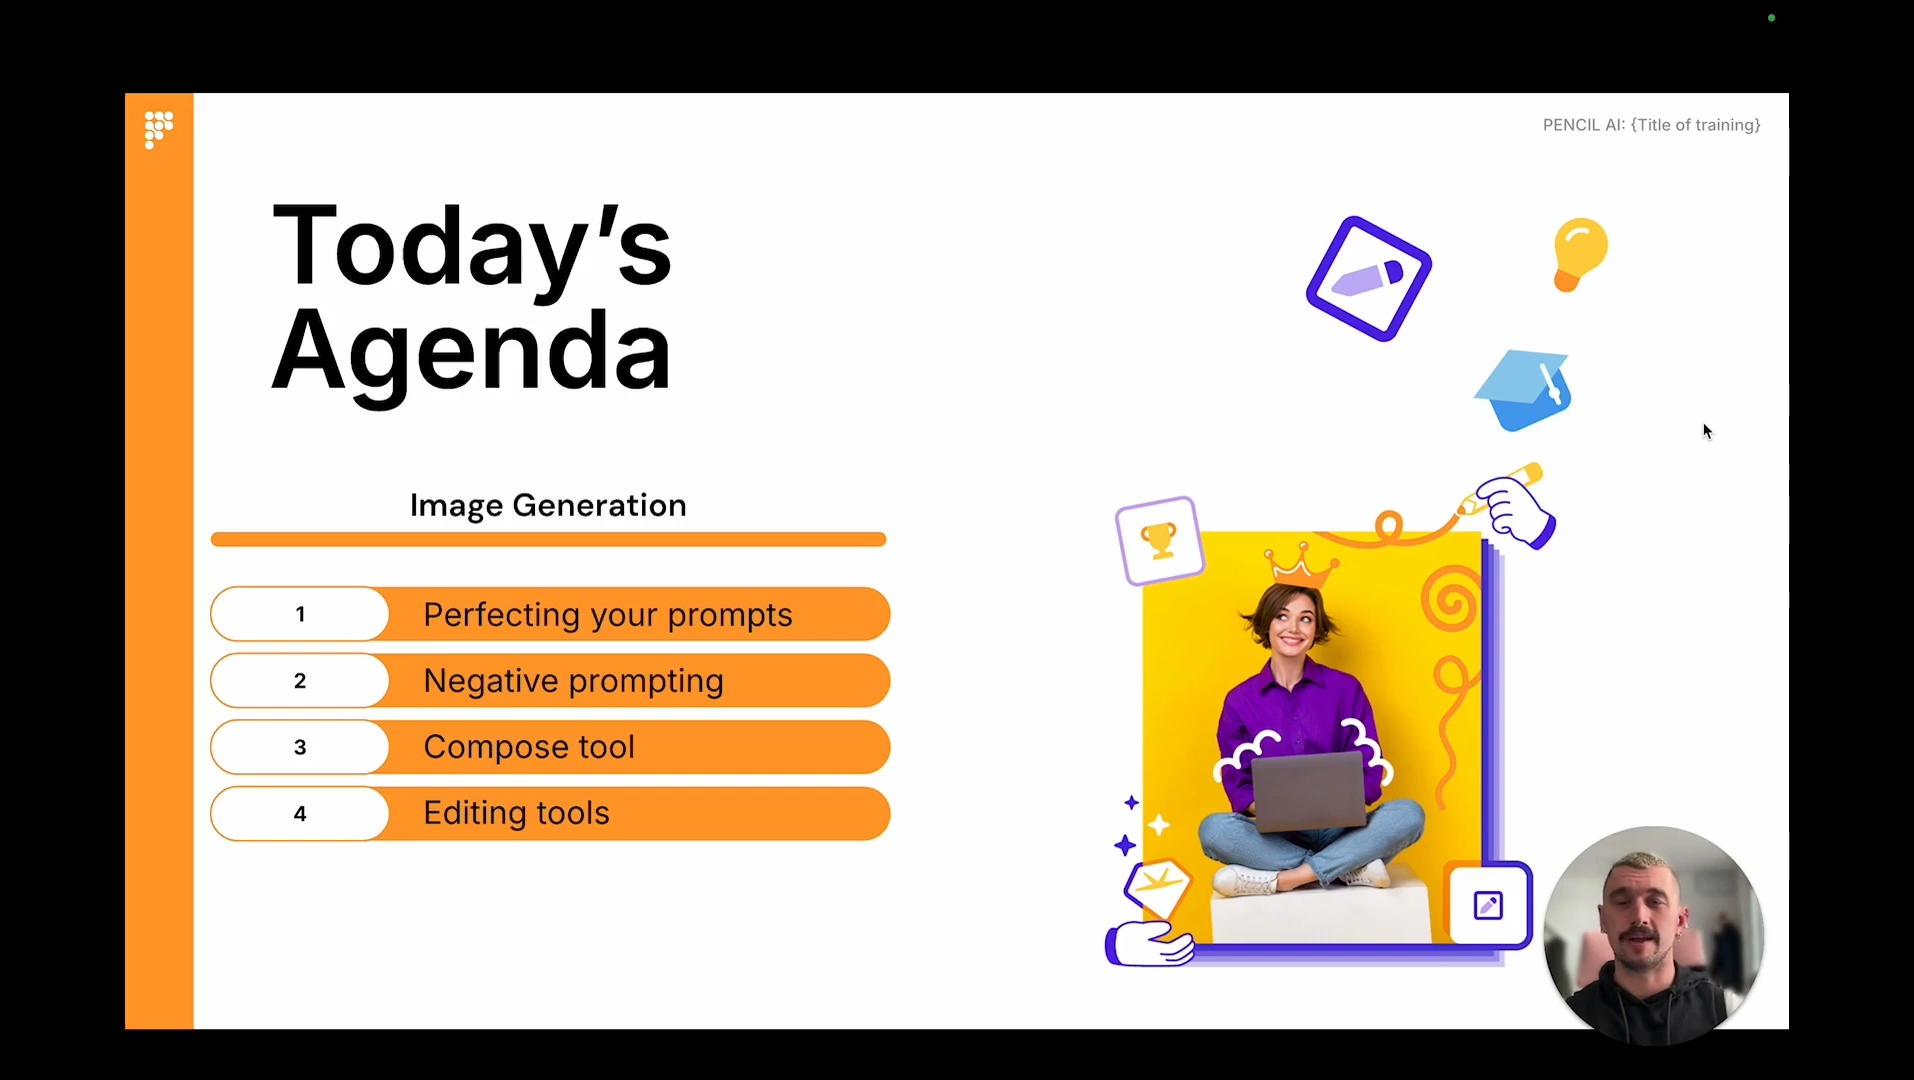 PENCIL AI: {Title of training}
Today’s
Agenda
Image Generation
1 Perfecting your prompts
2 Negative prompting
3 Compose tool
4 Editing tools